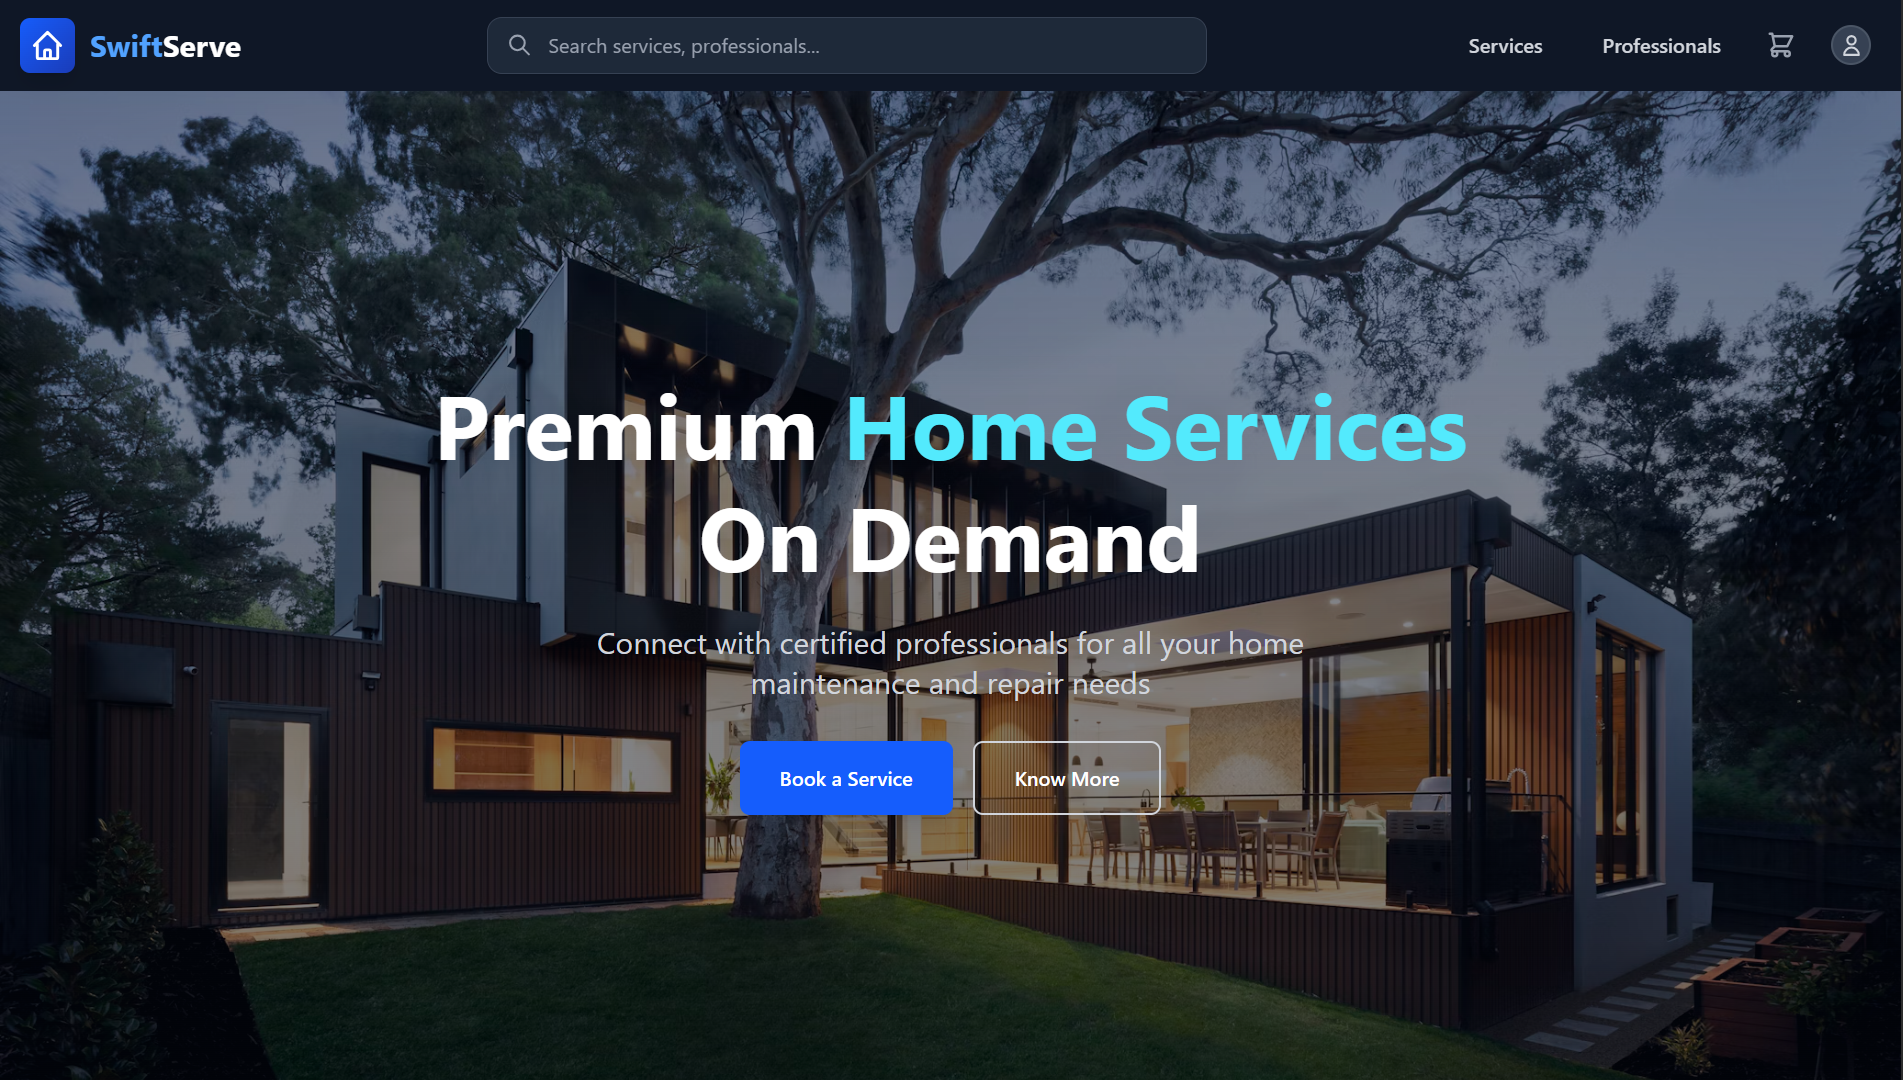 SwiftServe
Search services, professionals...
Services
Professionals
Premium Home Services
On Demand
Connect with certified professionals for all your home
maintenance and repair needs
Book a Service
Know More